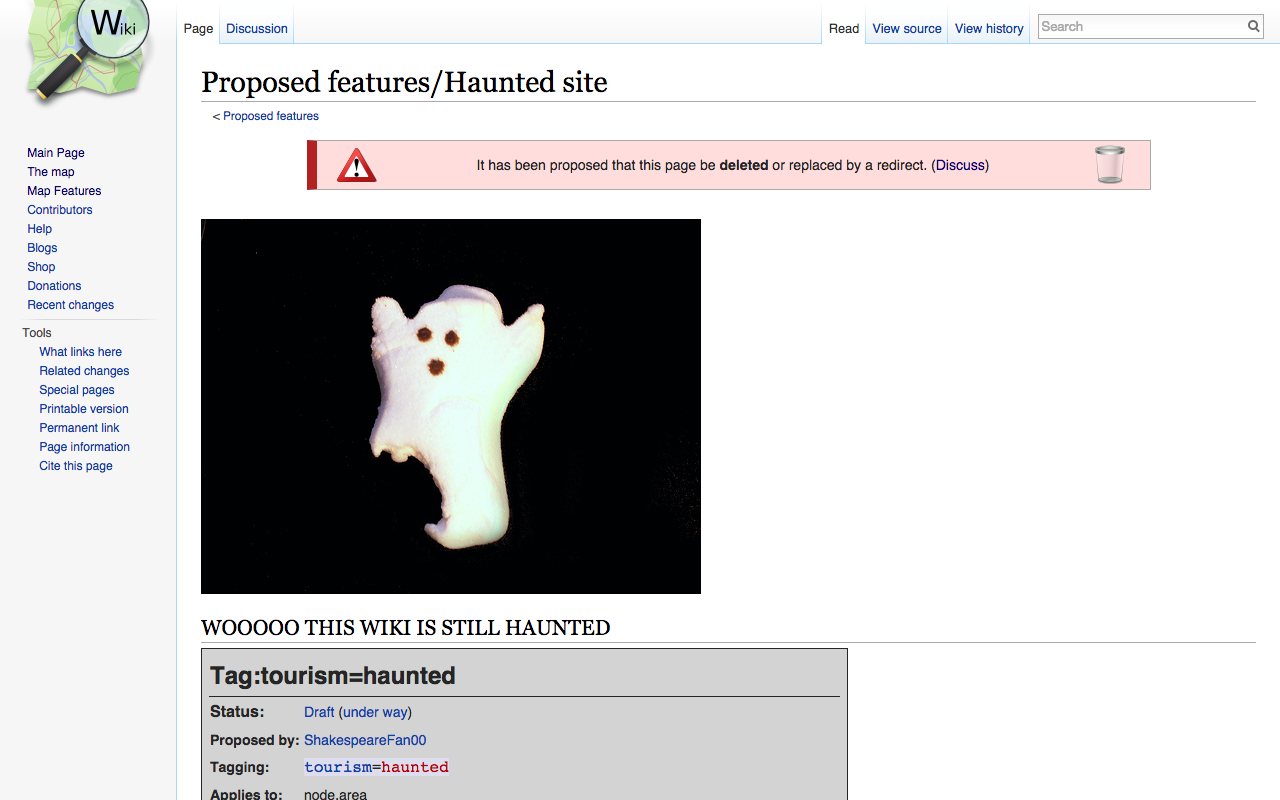 Wiki
Page
Discussion
Read
View source
View history
Search
Proposed features/Haunted site
< Proposed features
It has been proposed that this page be deleted or replaced by a redirect. (Discuss)
Main Page
The map
Map Features
Contributors
Help
Blogs
Shop
Donations
Recent changes
Tools
What links here
Related changes
Special pages
Printable version
Permanent link
Page information
Cite this page
WOOOOO THIS WIKI IS STILL HAUNTED
Tag:tourism=haunted
Status: Draft (under way)
Proposed by: ShakespeareFan00
Tagging: tourism=haunted
Applies to: node,area